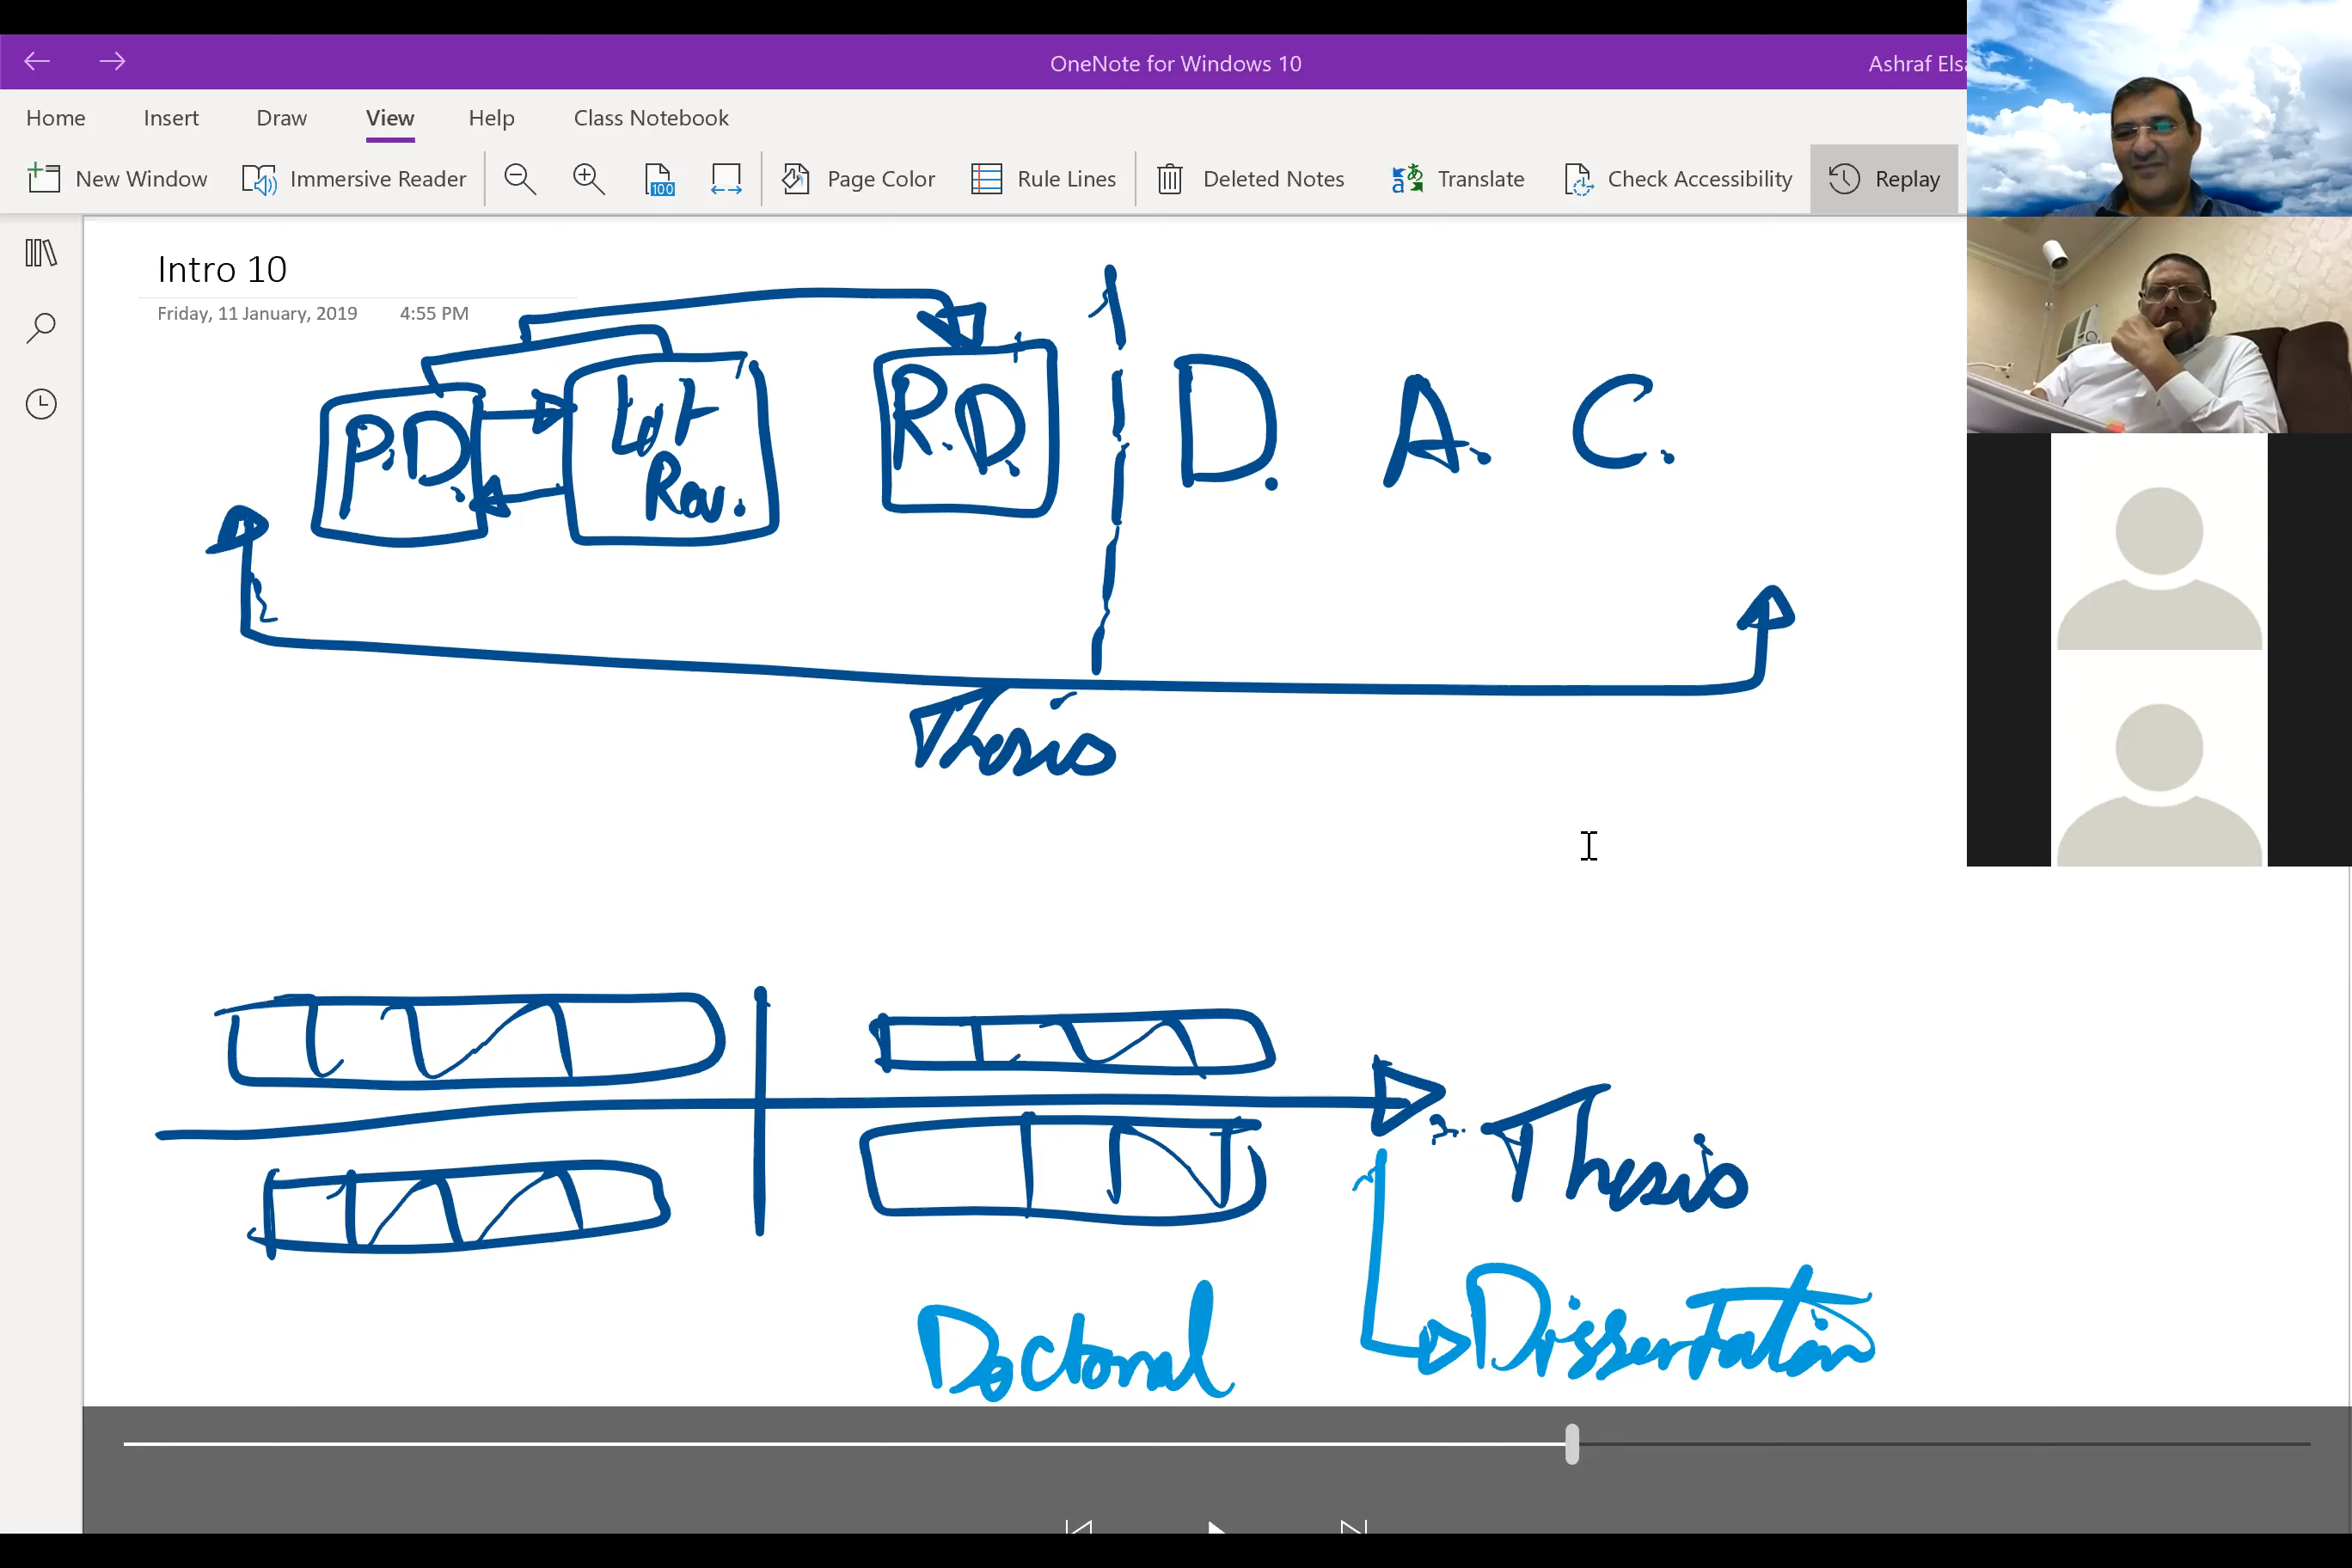 OneNote for Windows 10
Ashraf Elsa
Home Insert Draw View Help Class Notebook
New Window Immersive Reader 100 Page Color Rule Lines Deleted Notes Translate Check Accessibility Replay
Intro 10
Friday, 11 January, 2019 4:55 PM
P.D. Lit Rev. R.D. D. A. C.
Thesis
Thesis
Doctoral Dissertation